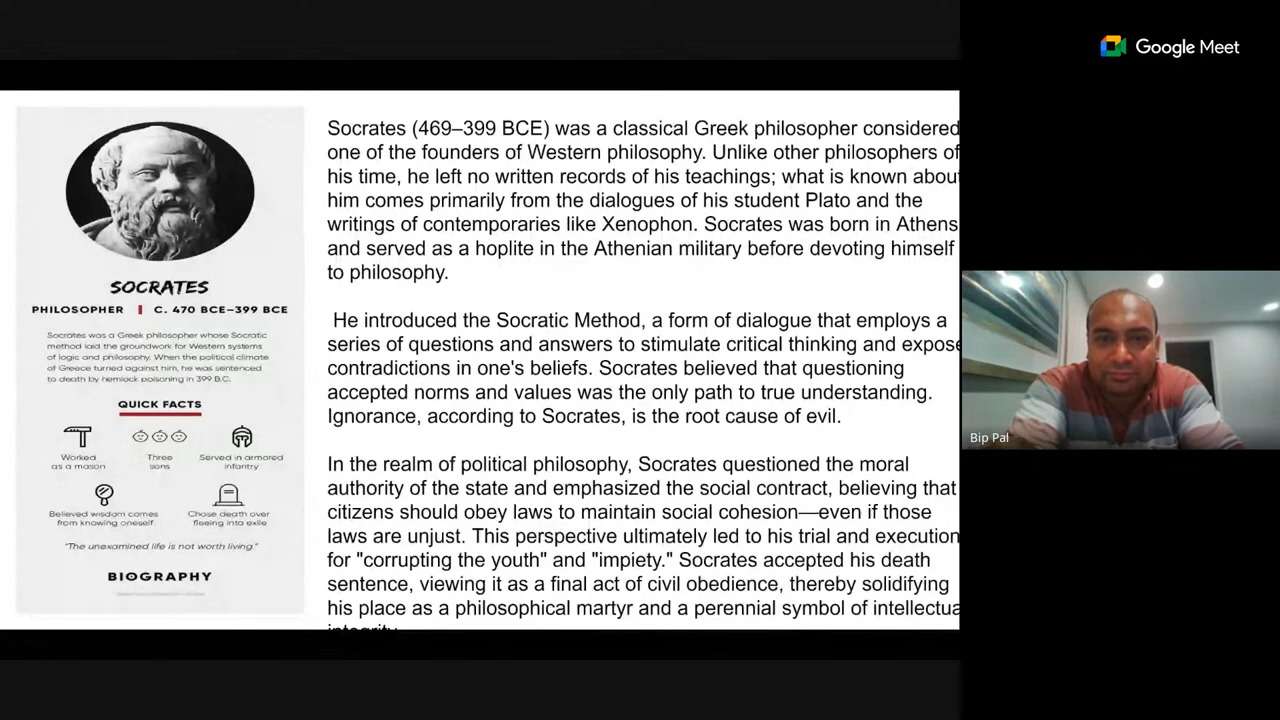 Google Meet
SOCRATES
PHILOSOPHER | C. 470 BCE–399 BCE
Socrates was a Greek philosopher whose Socratic
method laid the groundwork for Western systems
of logic and philosophy. When the political climate
of Greece turned against him, he was sentenced
to death by hemlock poisoning in 399 B.C.
QUICK FACTS
Worked
as a mason
Three
sons
Served in armored
infantry
Believed wisdom comes
from knowing oneself
Chose death over
fleeing into exile
"The unexamined life is not worth living."
BIOGRAPHY
Socrates (469–399 BCE) was a classical Greek philosopher considered
one of the founders of Western philosophy. Unlike other philosophers of
his time, he left no written records of his teachings; what is known about
him comes primarily from the dialogues of his student Plato and the
writings of contemporaries like Xenophon. Socrates was born in Athens
and served as a hoplite in the Athenian military before devoting himself
to philosophy.
He introduced the Socratic Method, a form of dialogue that employs a
series of questions and answers to stimulate critical thinking and expose
contradictions in one's beliefs. Socrates believed that questioning
accepted norms and values was the only path to true understanding.
Ignorance, according to Socrates, is the root cause of evil.
In the realm of political philosophy, Socrates questioned the moral
authority of the state and emphasized the social contract, believing that
citizens should obey laws to maintain social cohesion—even if those
laws are unjust. This perspective ultimately led to his trial and execution
for "corrupting the youth" and "impiety." Socrates accepted his death
sentence, viewing it as a final act of civil obedience, thereby solidifying
his place as a philosophical martyr and a perennial symbol of intellectua
Bip Pal